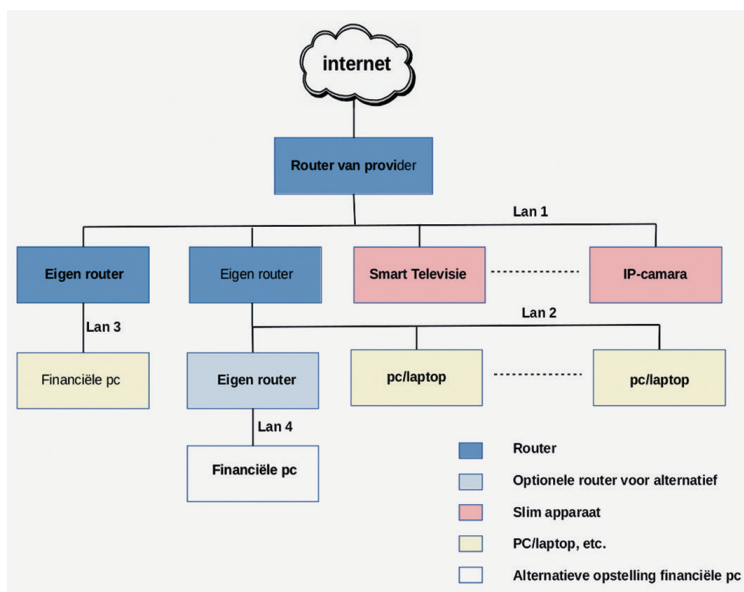 internet
Router van provider
Lan 1
Eigen router
Eigen router
Smart Televisie
IP-camara
Lan 3
Lan 2
Financiële pc
Eigen router
pc/laptop
pc/laptop
Lan 4
Financiële pc
Router
Optionele router voor alternatief
Slim apparaat
PC/laptop, etc.
Alternatieve opstelling financiële pc